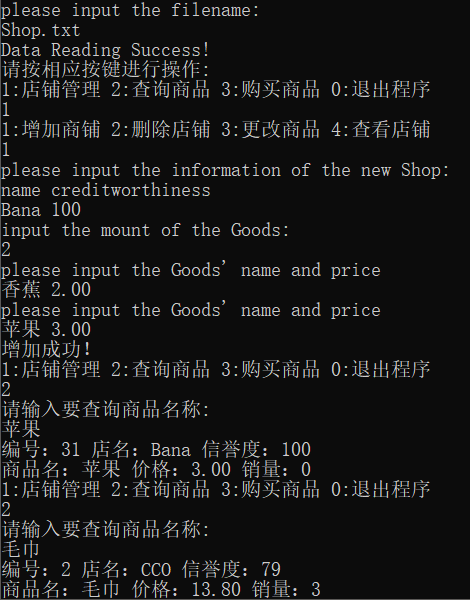 please input the filename:
Shop.txt
Data Reading Success!
请按相应按键进行操作:
1:店铺管理 2:查询商品 3:购买商品 0:退出程序
1
1:增加商铺 2:删除店铺 3:更改商品 4:查看店铺
1
please input the information of the new Shop:
name creditworthiness
Bana 100
input the mount of the Goods:
2
please input the Goods’ name and price
香蕉 2.00
please input the Goods’ name and price
苹果 3.00
增加成功!
1:店铺管理 2:查询商品 3:购买商品 0:退出程序
2
请输入要查询商品名称:
苹果
编号: 31 店名: Bana 信誉度: 100
商品名: 苹果 价格: 3.00 销量: 0
1:店铺管理 2:查询商品 3:购买商品 0:退出程序
2
请输入要查询商品名称:
毛巾
编号: 2 店名: CCO 信誉度: 79
商品名: 毛巾 价格: 13.80 销量: 3